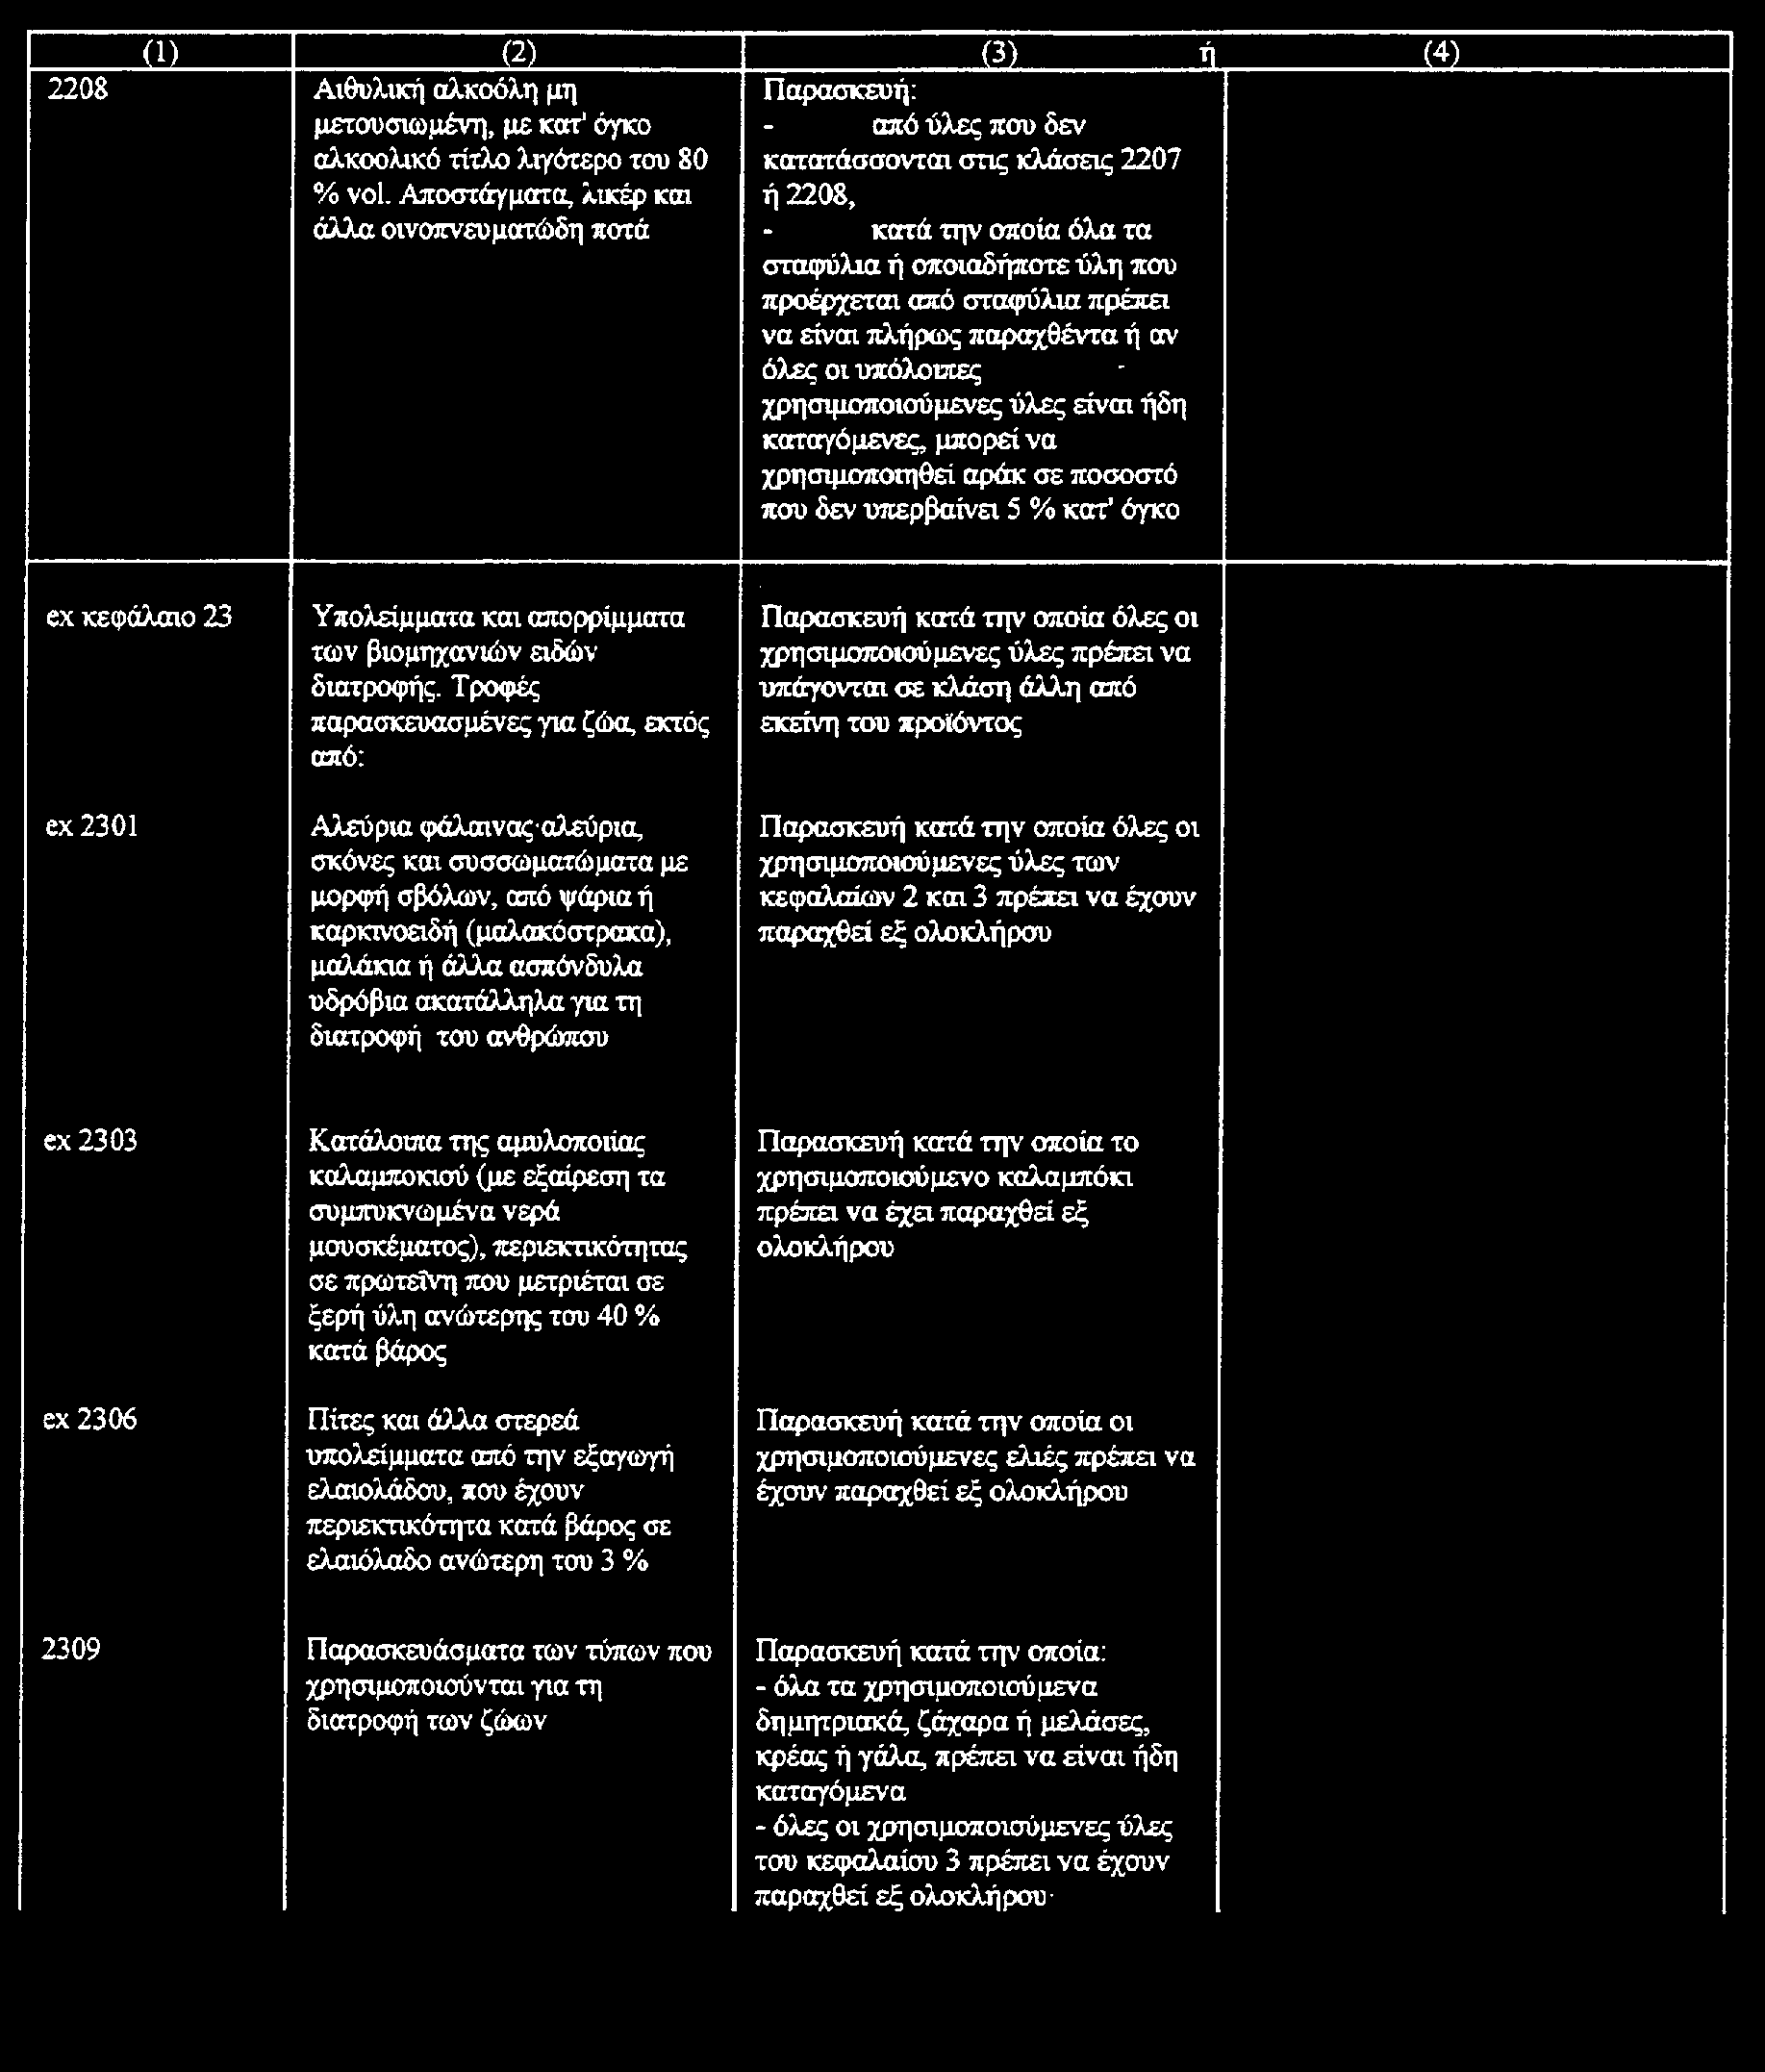 (1) (2) (3) ή (4)
2208
Αιθυλική αλκοόλη μη
μετουσιωμένη, με κατ' όγκο
αλκοολικό τίτλο λιγότερο του 80
% vol. Αποστάγματα, λικέρ και
άλλα οινοπνευματώδη ποτά
Παρασκευή:
- από ύλες που δεν
κατατάσσονται στις κλάσεις 2207
ή 2208,
- κατά την οποία όλα τα
σταφύλια ή οποιαδήποτε ύλη που
προέρχεται από σταφύλια πρέπει
να είναι πλήρως παραχθέντα ή αν
όλες οι υπόλοιπες
χρησιμοποιούμενες ύλες είναι ήδη
καταγόμενες, μπορεί να
χρησιμοποιηθεί αράκ σε ποσοστό
που δεν υπερβαίνει 5 % κατ' όγκο
ex κεφάλαιο 23
Υπολείμματα και απορρίμματα
των βιομηχανιών ειδών
διατροφής. Τροφές
παρασκευασμένες για ζώα, εκτός
από:
Παρασκευή κατά την οποία όλες οι
χρησιμοποιούμενες ύλες πρέπει να
υπάγονται σε κλάση άλλη από
εκείνη του προϊόντος
ex 2301
Αλεύρια φάλαινας·αλεύρια,
σκόνες και συσσωματώματα με
μορφή σβόλων, από ψάρια ή
καρκινοειδή (μαλακόστρακα),
μαλάκια ή άλλα ασπόνδυλα
υδρόβια ακατάλληλα για τη
διατροφή του ανθρώπου
Παρασκευή κατά την οποία όλες οι
χρησιμοποιούμενες ύλες των
κεφαλαίων 2 και 3 πρέπει να έχουν
παραχθεί εξ ολοκλήρου
ex 2303
Κατάλοιπα της αμυλοποιίας
καλαμποκιού (με εξαίρεση τα
συμπυκνωμένα νερά
μουσκέματος), περιεκτικότητας
σε πρωτεΐνη που μετριέται σε
ξερή ύλη ανώτερης του 40 %
κατά βάρος
Παρασκευή κατά την οποία το
χρησιμοποιούμενο καλαμπόκι
πρέπει να έχει παραχθεί εξ
ολοκλήρου
ex 2306
Πίτες και άλλα στερεά
υπολείμματα από την εξαγωγή
ελαιολάδου, που έχουν
περιεκτικότητα κατά βάρος σε
ελαιόλαδο ανώτερη του 3 %
Παρασκευή κατά την οποία οι
χρησιμοποιούμενες ελιές πρέπει να
έχουν παραχθεί εξ ολοκλήρου
2309
Παρασκευάσματα των τύπων που
χρησιμοποιούνται για τη
διατροφή των ζώων
Παρασκευή κατά την οποία:
- όλα τα χρησιμοποιούμενα
δημητριακά, ζάχαρα ή μελάσες,
κρέας ή γάλα, πρέπει να είναι ήδη
καταγόμενα
- όλες οι χρησιμοποιούμενες ύλες
του κεφαλαίου 3 πρέπει να έχουν
παραχθεί εξ ολοκλήρου·